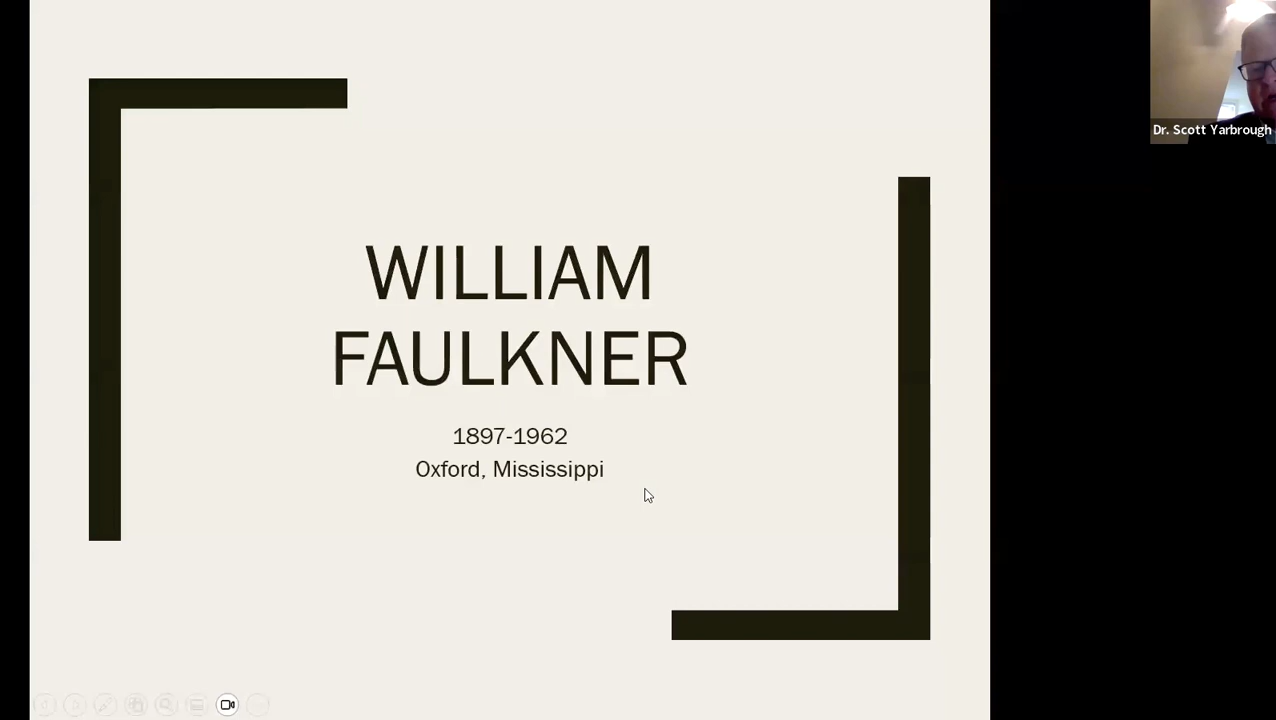 WILLIAM
FAULKNER
1897-1962
Oxford, Mississippi
Dr. Scott Yarbrough